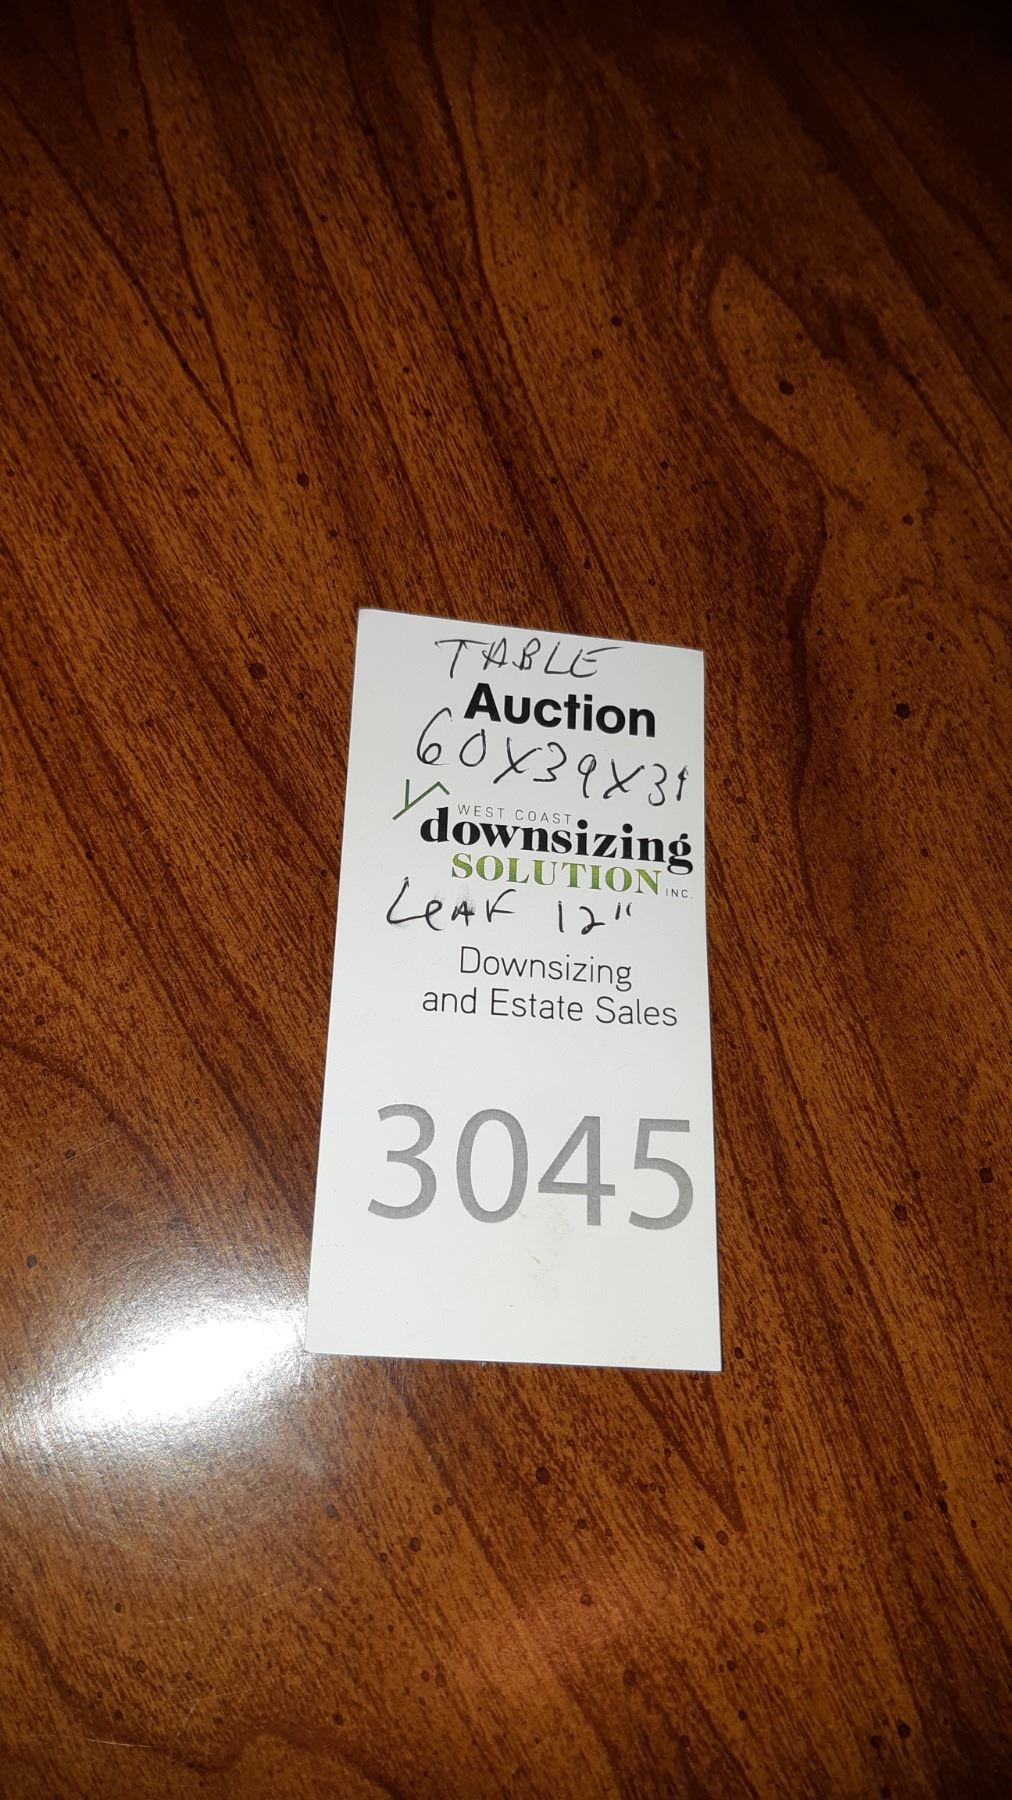 TABLE
Auction
60X39X31
WEST COAST
downsizing
SOLUTION INC.
LEAF 12"
Downsizing
and Estate Sales
3045